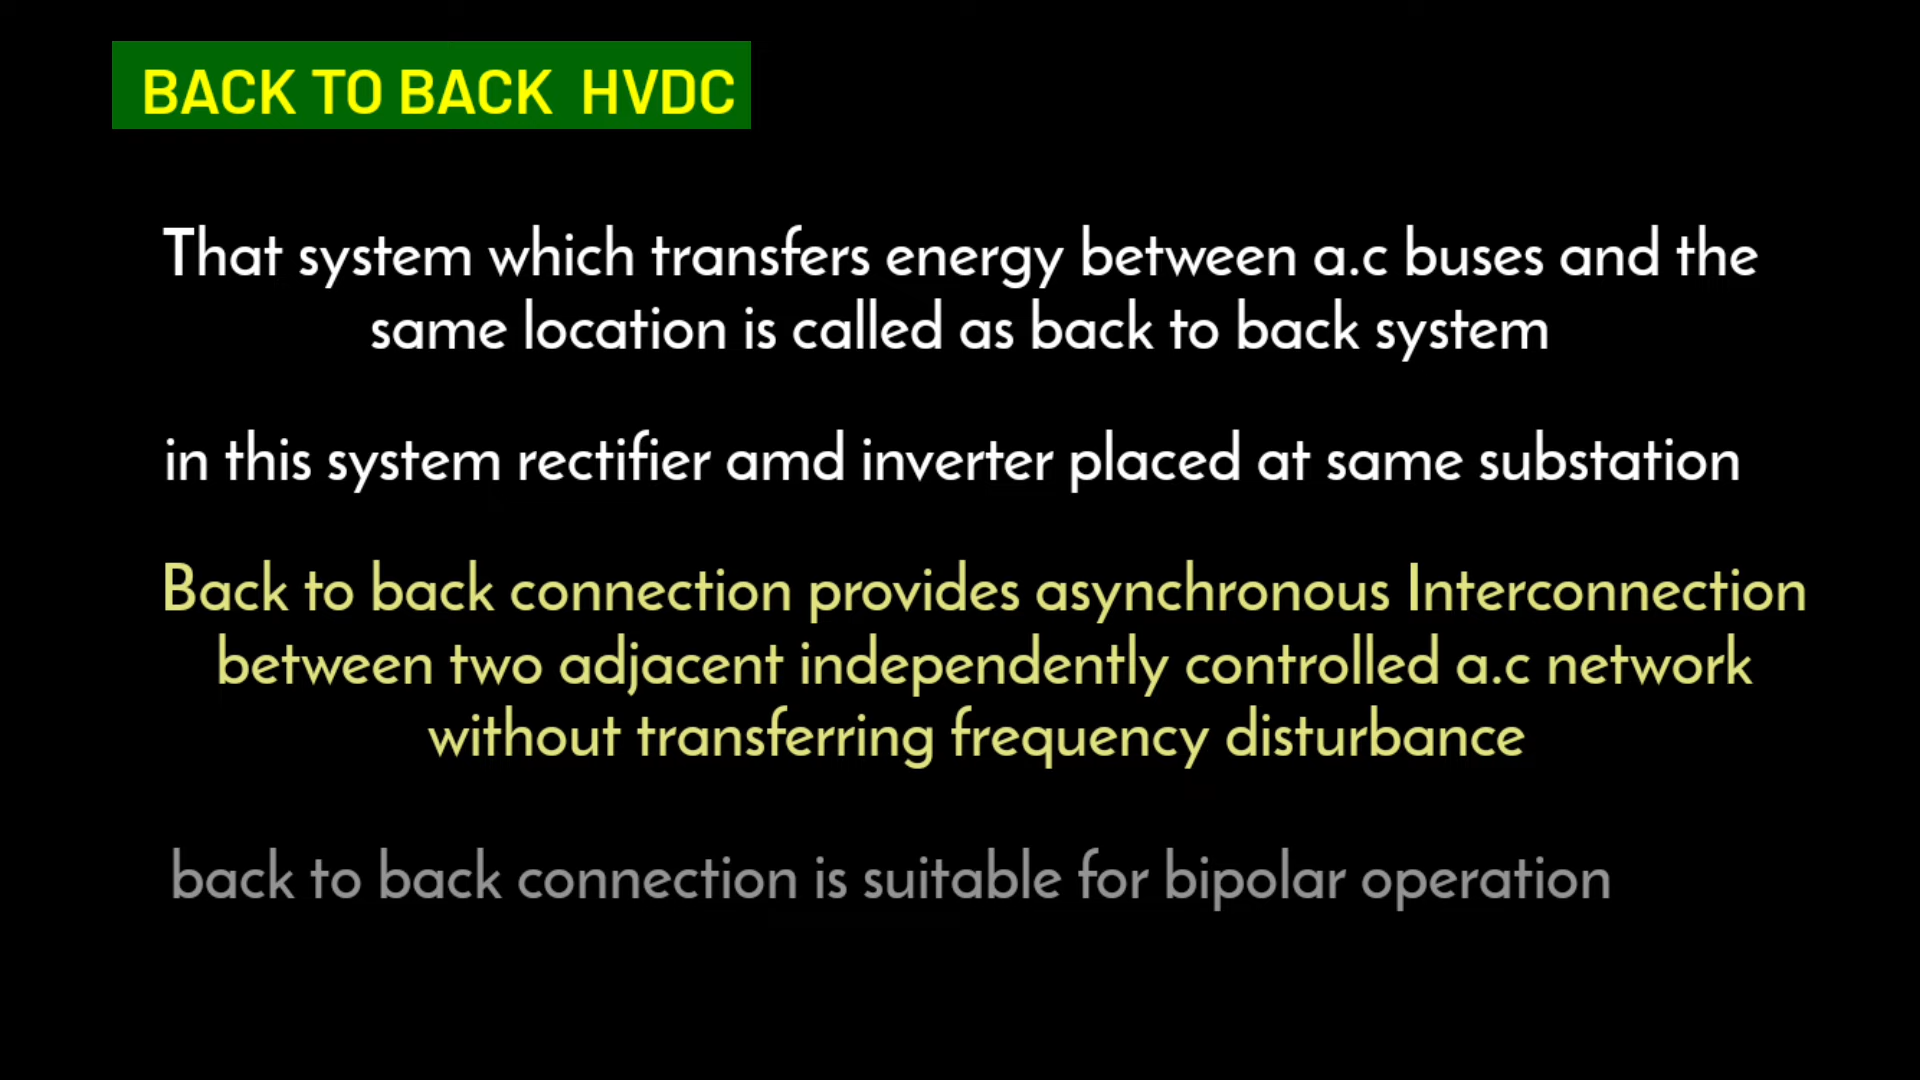 BACK TO BACK HVDC
That system which transfers energy between a.c buses and the
same location is called as back to back system
in this system rectifier amd inverter placed at same substation
Back to back connection provides asynchronous Interconnection
between two adjacent independently controlled a.c network
without transferring frequency disturbance
back to back connection is suitable for bipolar operation